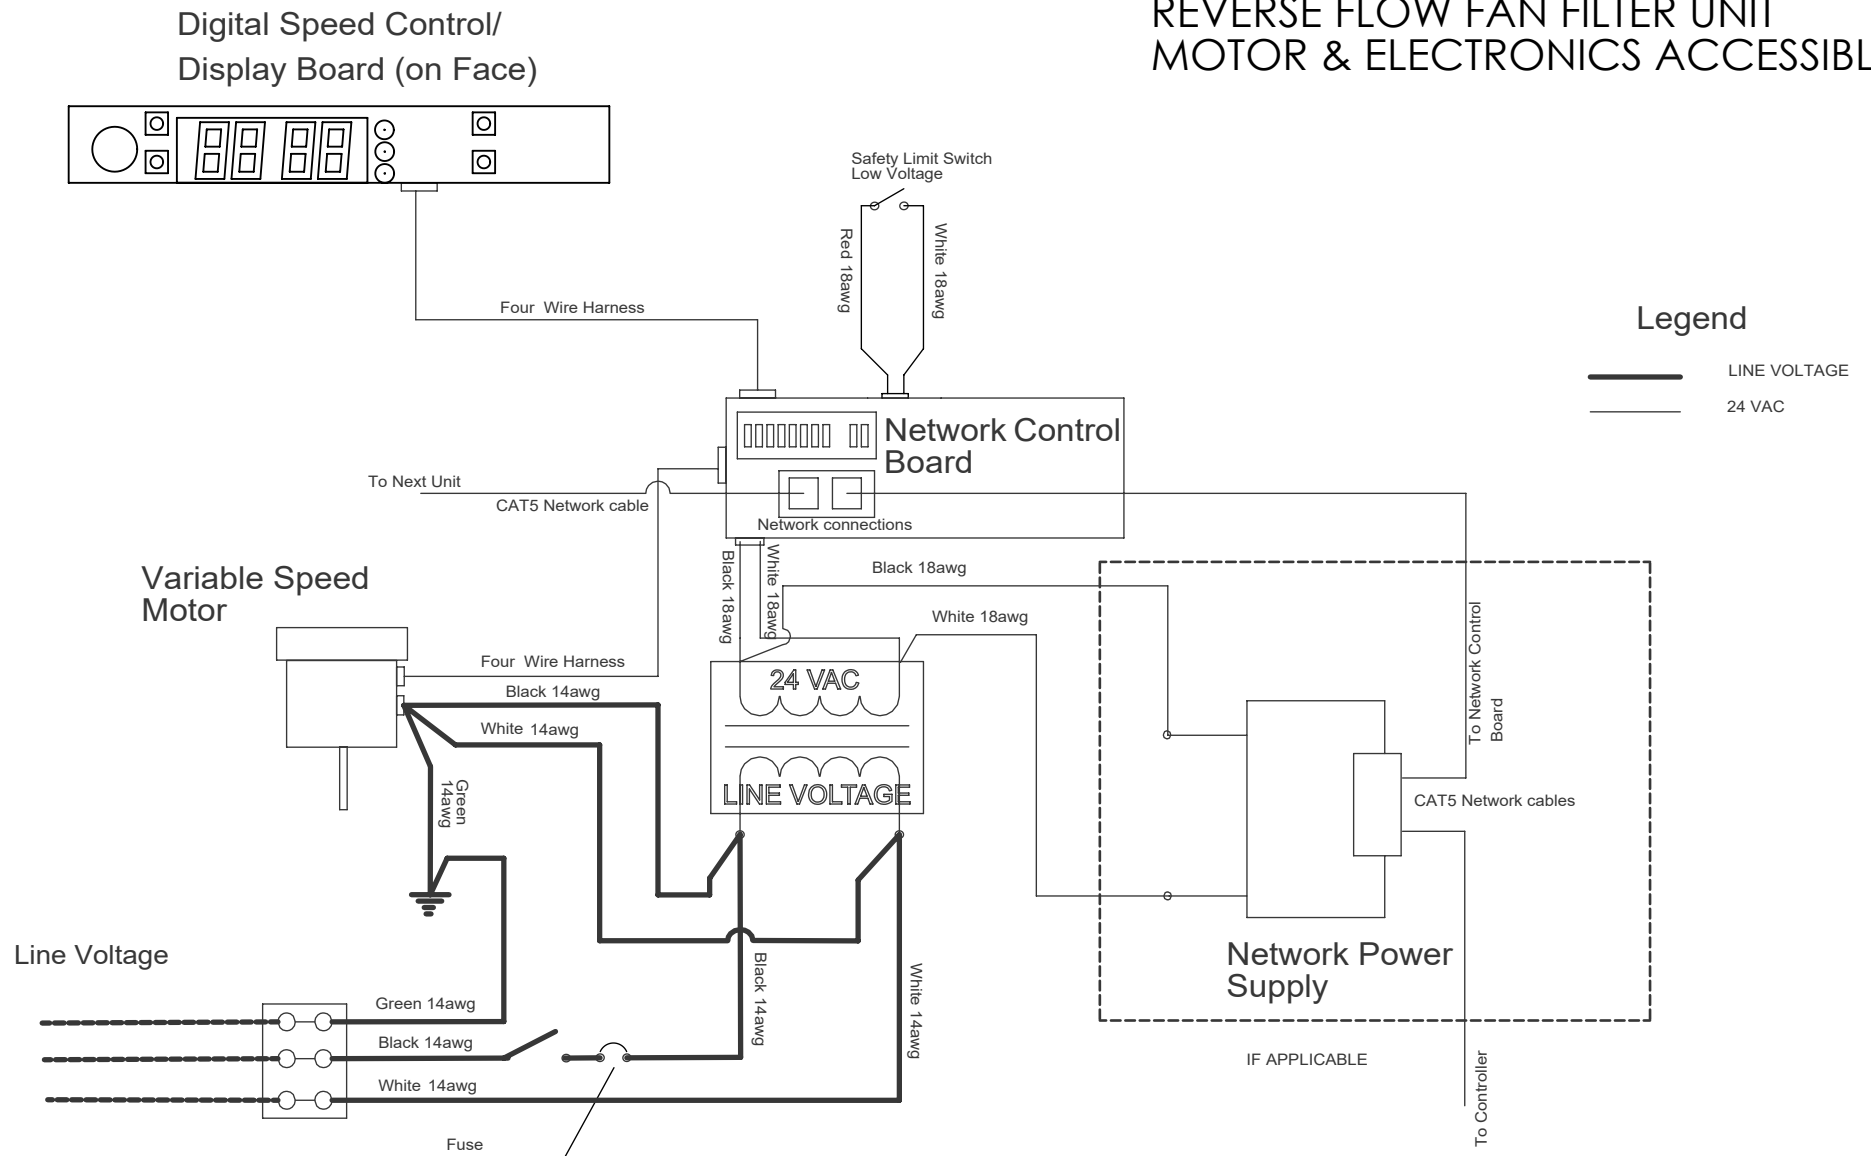 Digital Speed Control/
Display Board (on Face)
REVERSE FLOW FAN FILTER UNIT
MOTOR & ELECTRONICS ACCESSIBL
88 88
Safety Limit Switch
Low Voltage
Red 18awg
White 18awg
Four Wire Harness
Legend
LINE VOLTAGE
24 VAC
Network Control
Board
To Next Unit
CAT5 Network cable
Network connections
Black 18awg
White 18awg
Black 18awg
White 18awg
Variable Speed
Motor
Four Wire Harness
Black 14awg
White 14awg
Green
14awg
24 VAC
LINE VOLTAGE
To Network Control
Board
CAT5 Network cables
Network Power
Supply
IF APPLICABLE
To Controller
Line Voltage
Green 14awg
Black 14awg
White 14awg
Black 14awg
White 14awg
Fuse